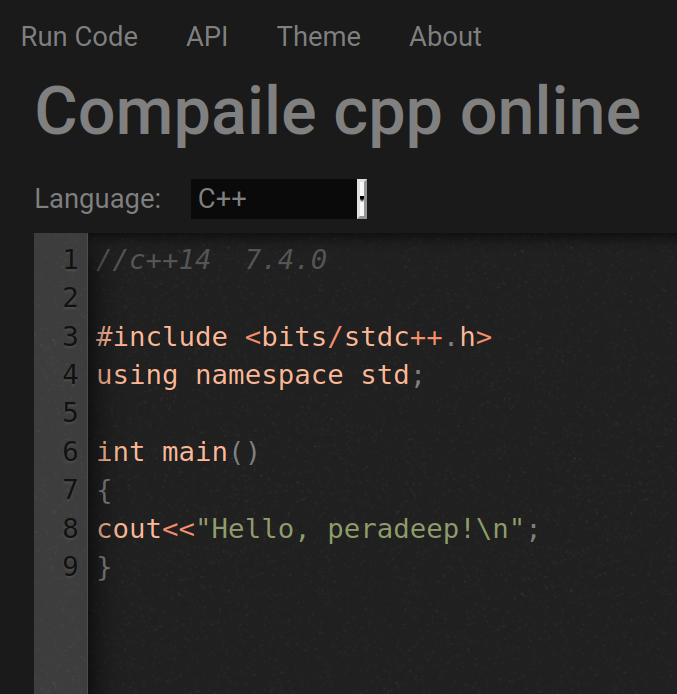 Run Code API Theme About
Compaile cpp online
Language: C++
1 //c++14  7.4.0
2
3 #include <bits/stdc++.h>
4 using namespace std;
5
6 int main()
7 {
8 cout<<"Hello, peradeep!\n";
9 }